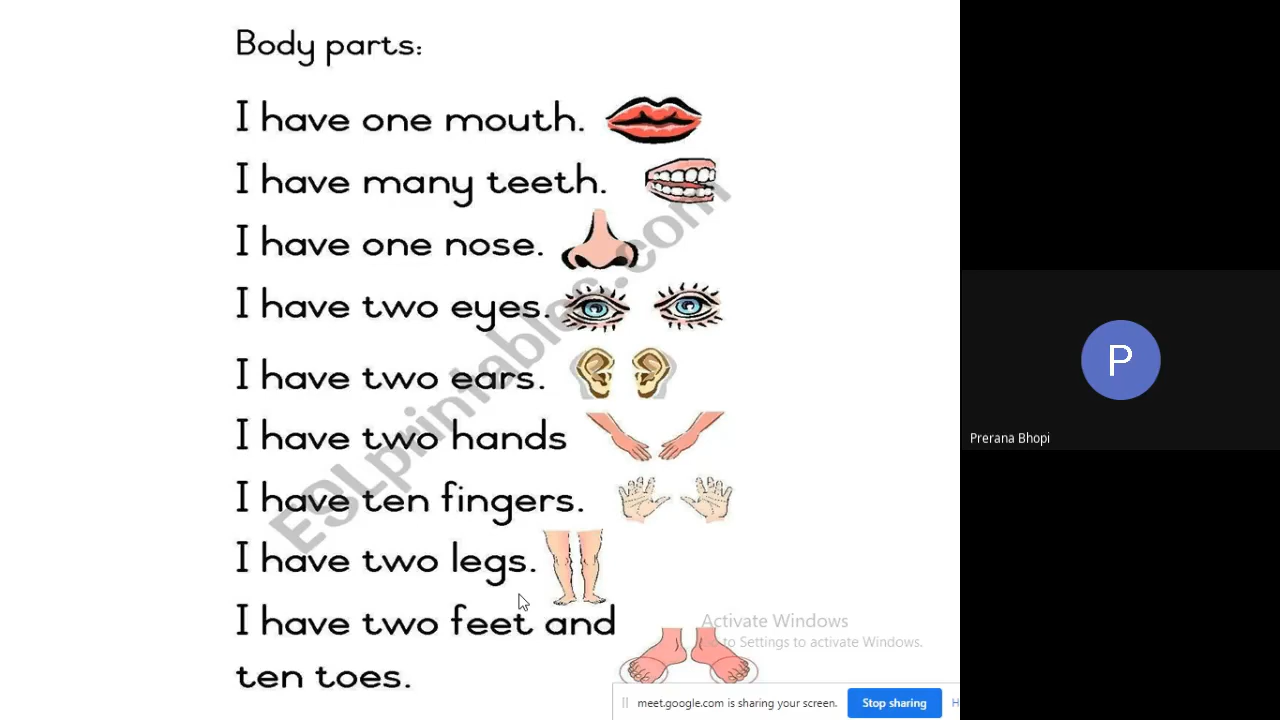 Body parts:
I have one mouth.
I have many teeth.
I have one nose.
I have two eyes.
I have two ears.
I have two hands
I have ten fingers.
I have two legs.
I have two feet and
ten toes.
ESLprintables.com
Activate Windows
to Settings to activate Windows.
meet.google.com is sharing your screen.
Stop sharing
H
P
Prerana Bhopi